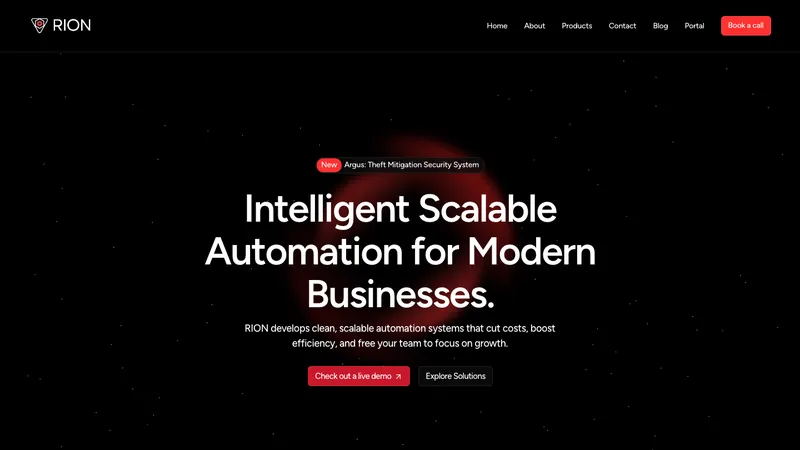 RION
Home About Products Contact Blog Portal Book a call
New Argus: Theft Mitigation Security System
Intelligent Scalable
Automation for Modern
Businesses.
RION develops clean, scalable automation systems that cut costs, boost
efficiency, and free your team to focus on growth.
Check out a live demo Explore Solutions